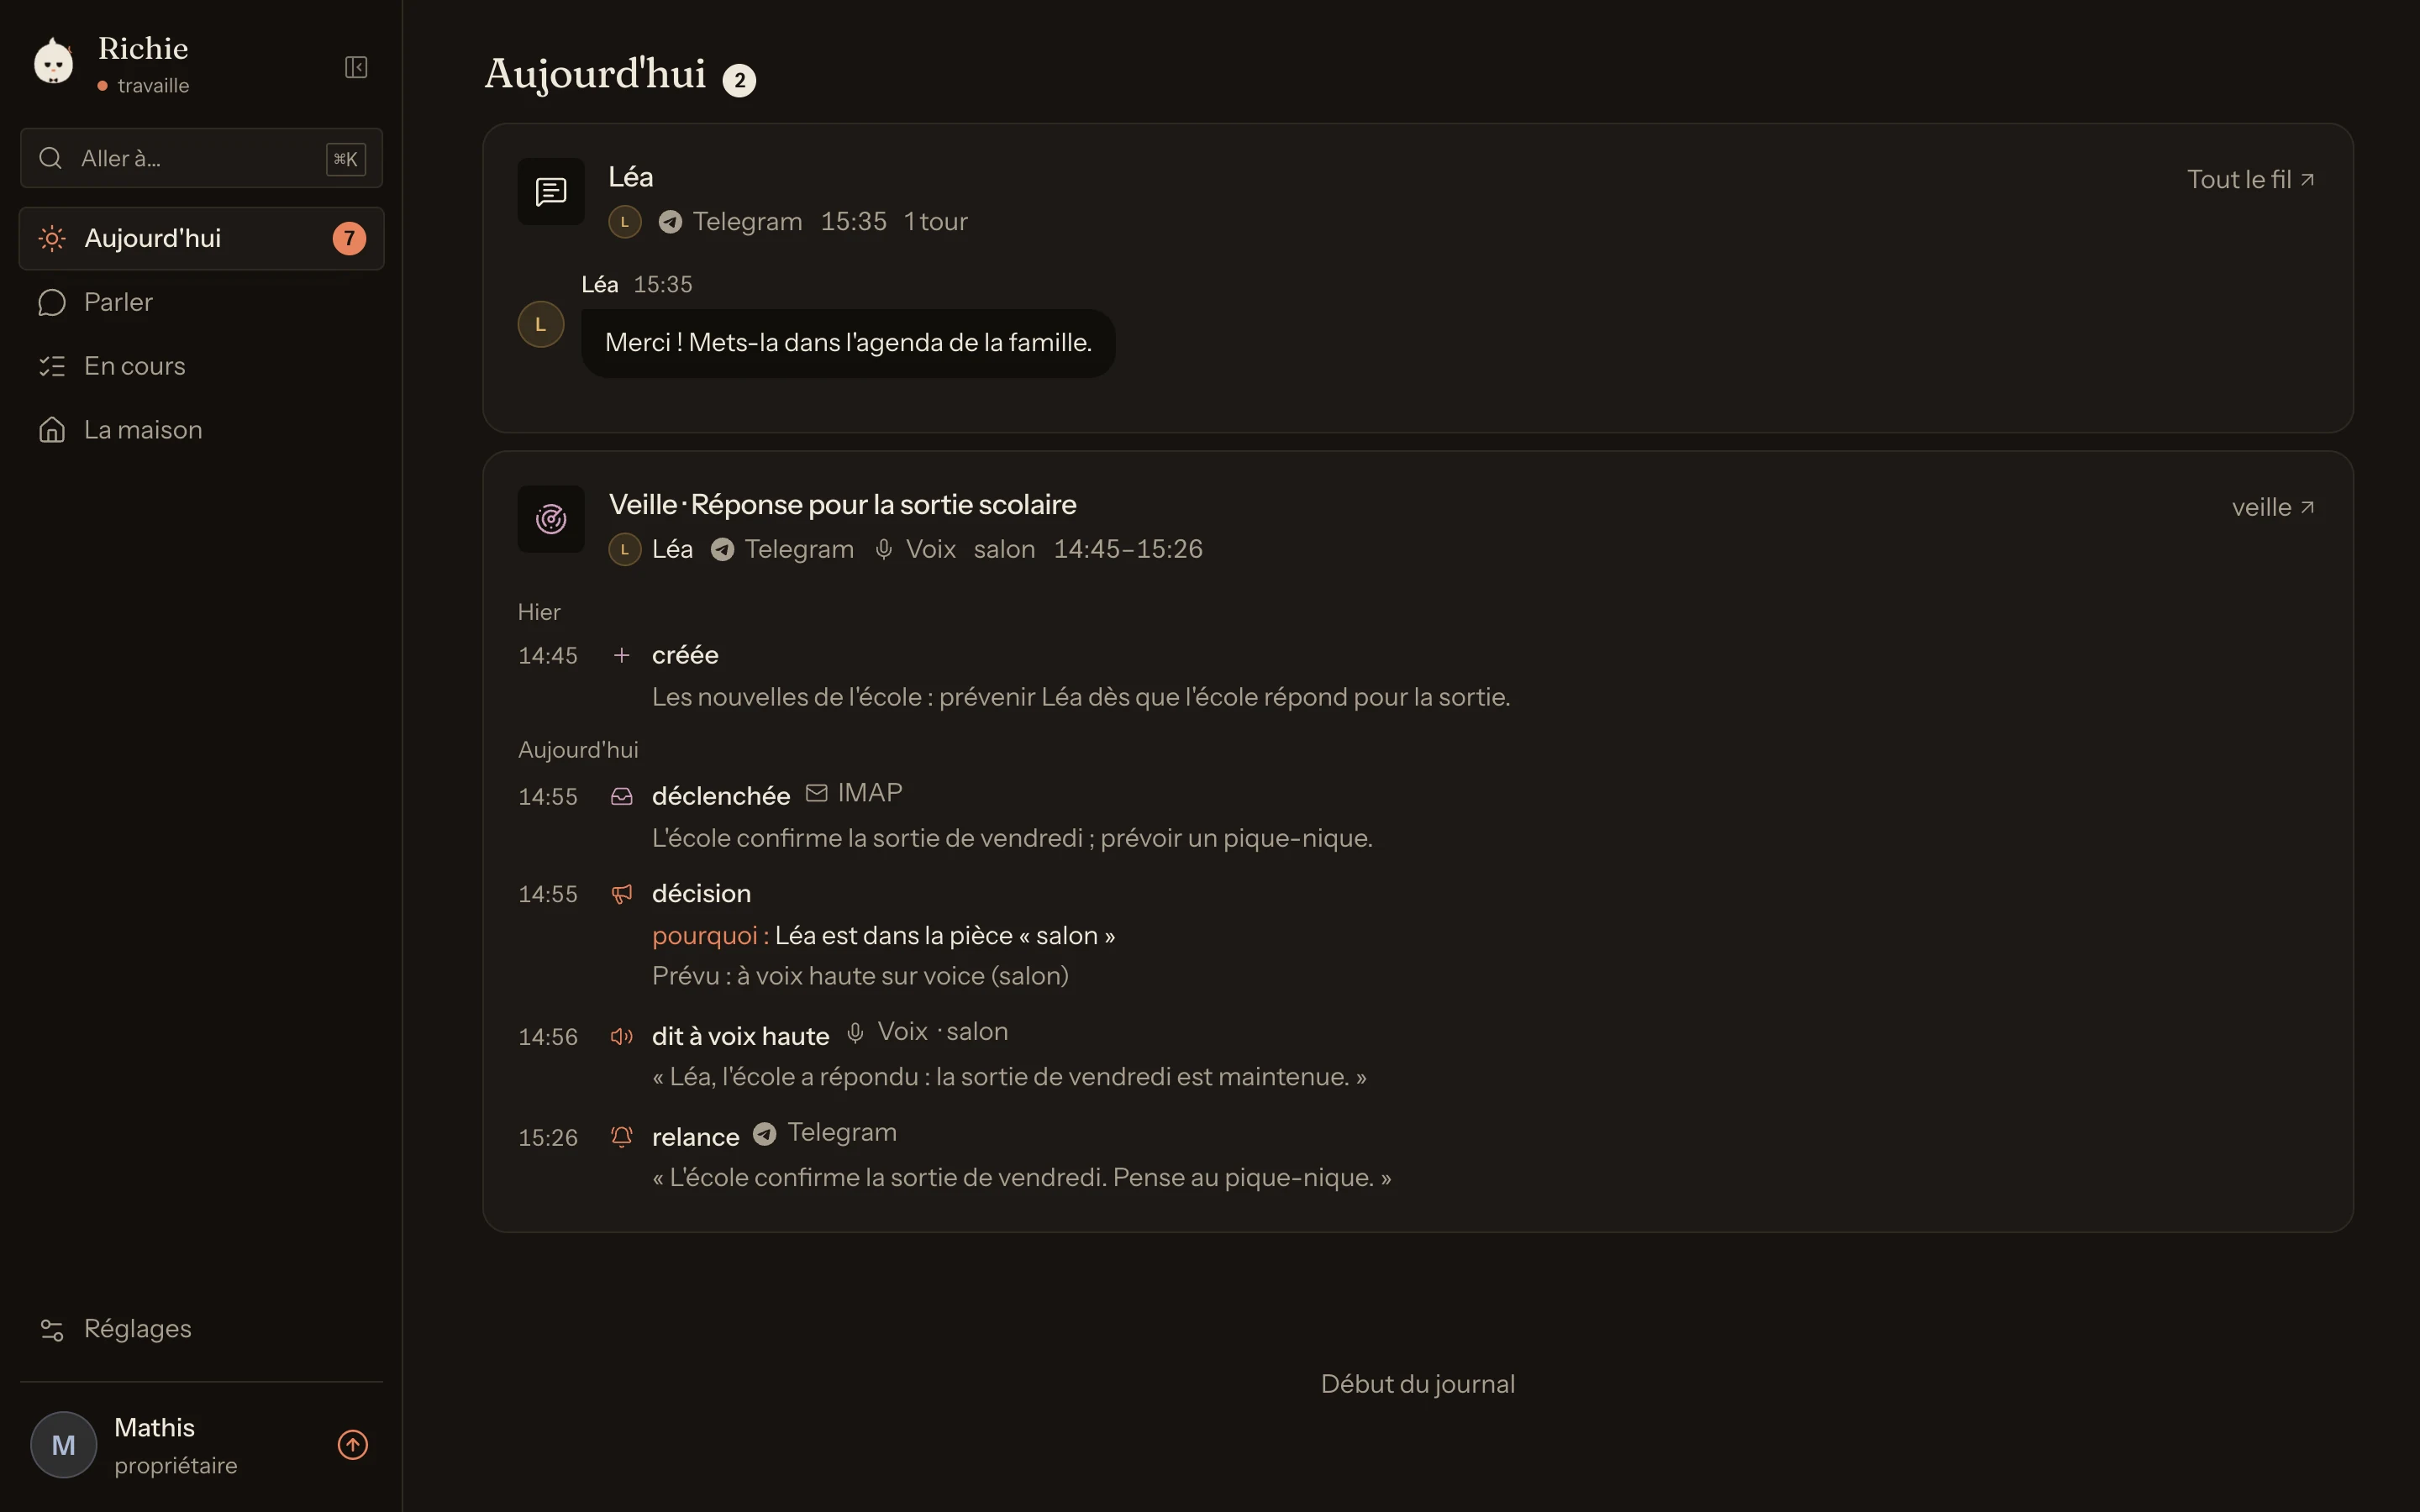 Richie
travaille
Aller à...
⌘K
Aujourd'hui 7
Parler
En cours
La maison
Réglages
M
Mathis
propriétaire
Aujourd'hui 2
Léa
Tout le fil
L Telegram 15:35 1 tour
Léa 15:35
L
Merci ! Mets-la dans l'agenda de la famille.
Veille · Réponse pour la sortie scolaire
veille
L Léa Telegram Voix salon 14:45–15:26
Hier
14:45 créée
Les nouvelles de l'école : prévenir Léa dès que l'école répond pour la sortie.
Aujourd'hui
14:55 déclenchée IMAP
L'école confirme la sortie de vendredi ; prévoir un pique-nique.
14:55 décision
pourquoi : Léa est dans la pièce « salon »
Prévu : à voix haute sur voice (salon)
14:56 dit à voix haute Voix · salon
« Léa, l'école a répondu : la sortie de vendredi est maintenue. »
15:26 relance Telegram
« L'école confirme la sortie de vendredi. Pense au pique-nique. »
Début du journal